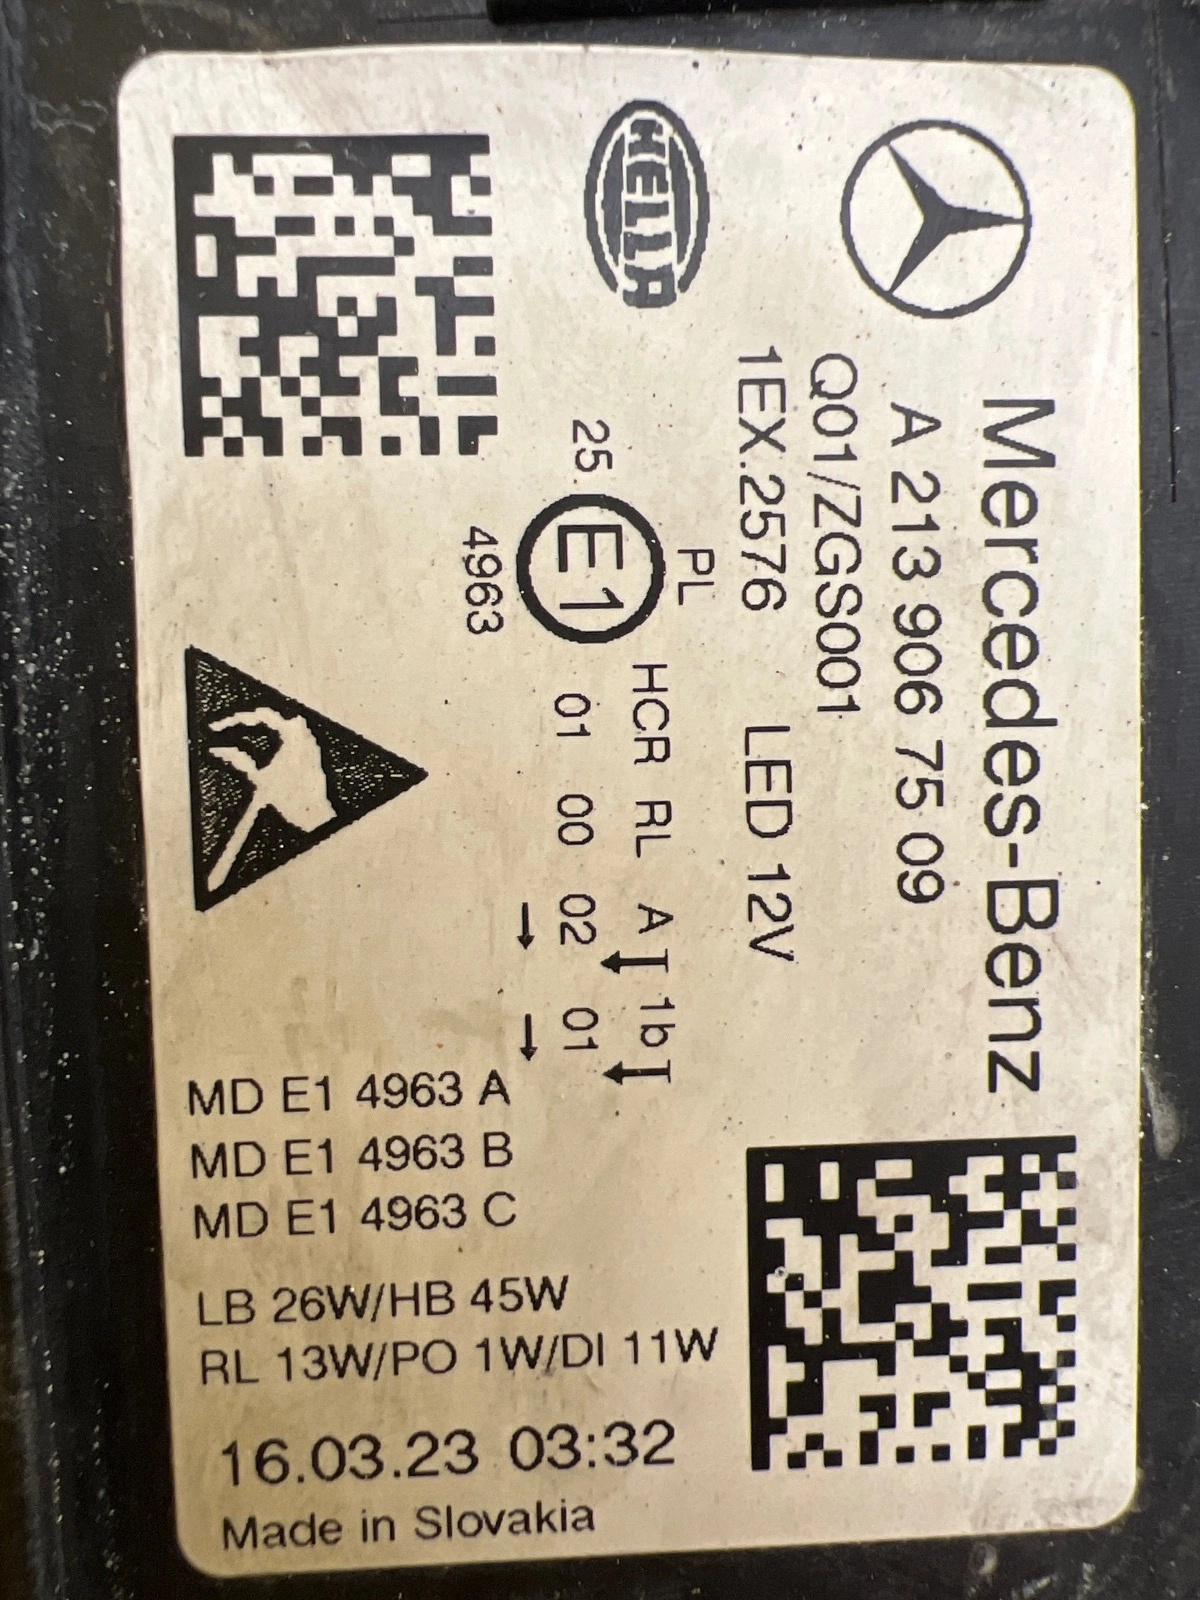 Mercedes-Benz
A 213 906 75 09
Q01/ZGS001
1EX.2576 LED 12V
HELLA
PL
HCR RL A 1b
25 E1 01 00 02 01
4963
MD E1 4963 A
MD E1 4963 B
MD E1 4963 C
LB 26W/HB 45W
RL 13W/PO 1W/DI 11W
16.03.23 03:32
Made in Slovakia